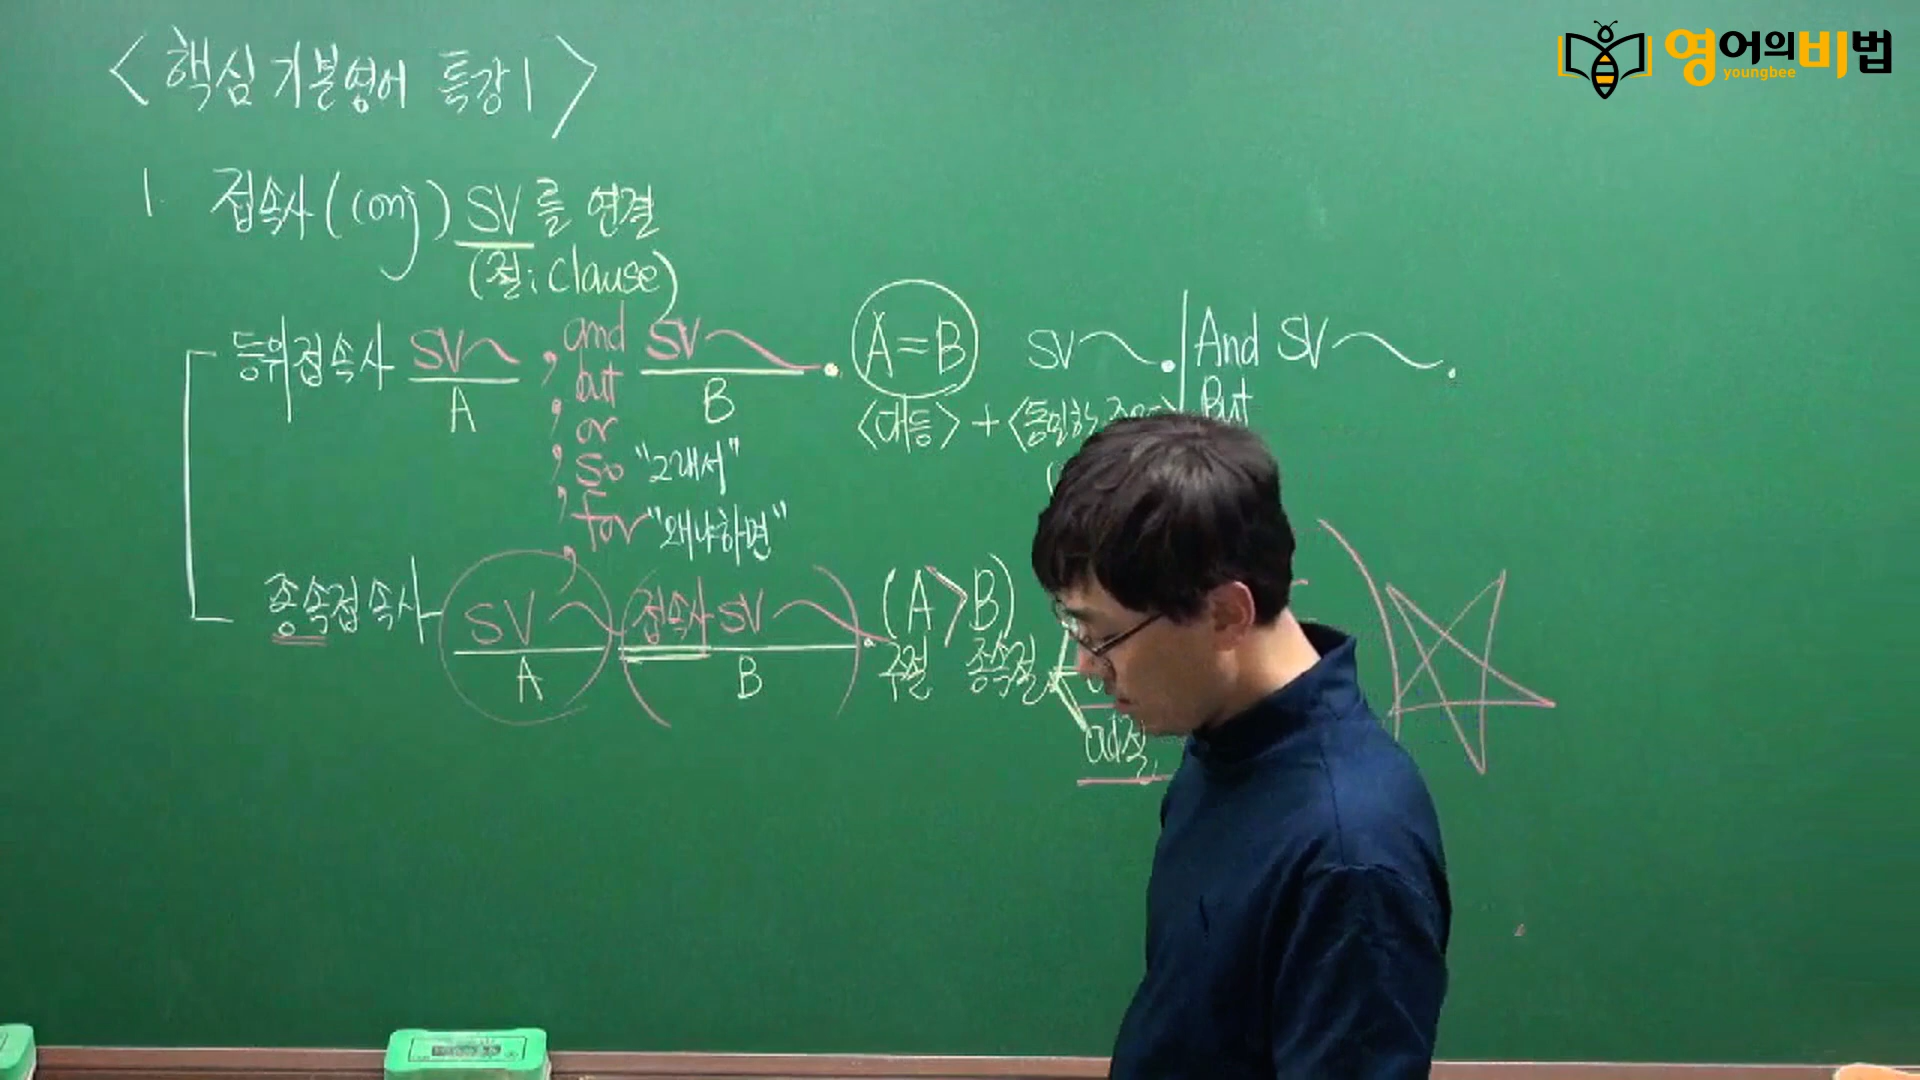 영어의비법
youngbee
<핵심 기본영어 특강1>
1. 접속사(conj) SV를 연결
(절; Clause)
등위접속사 SV , and SV . A=B SV . And SV .
A , but B <대등> + But
, or
, so "그래서"
, for "왜냐하면"
종속접속사 SV 접속사 SV . (A>B)
A B 주절 종속절
ad절